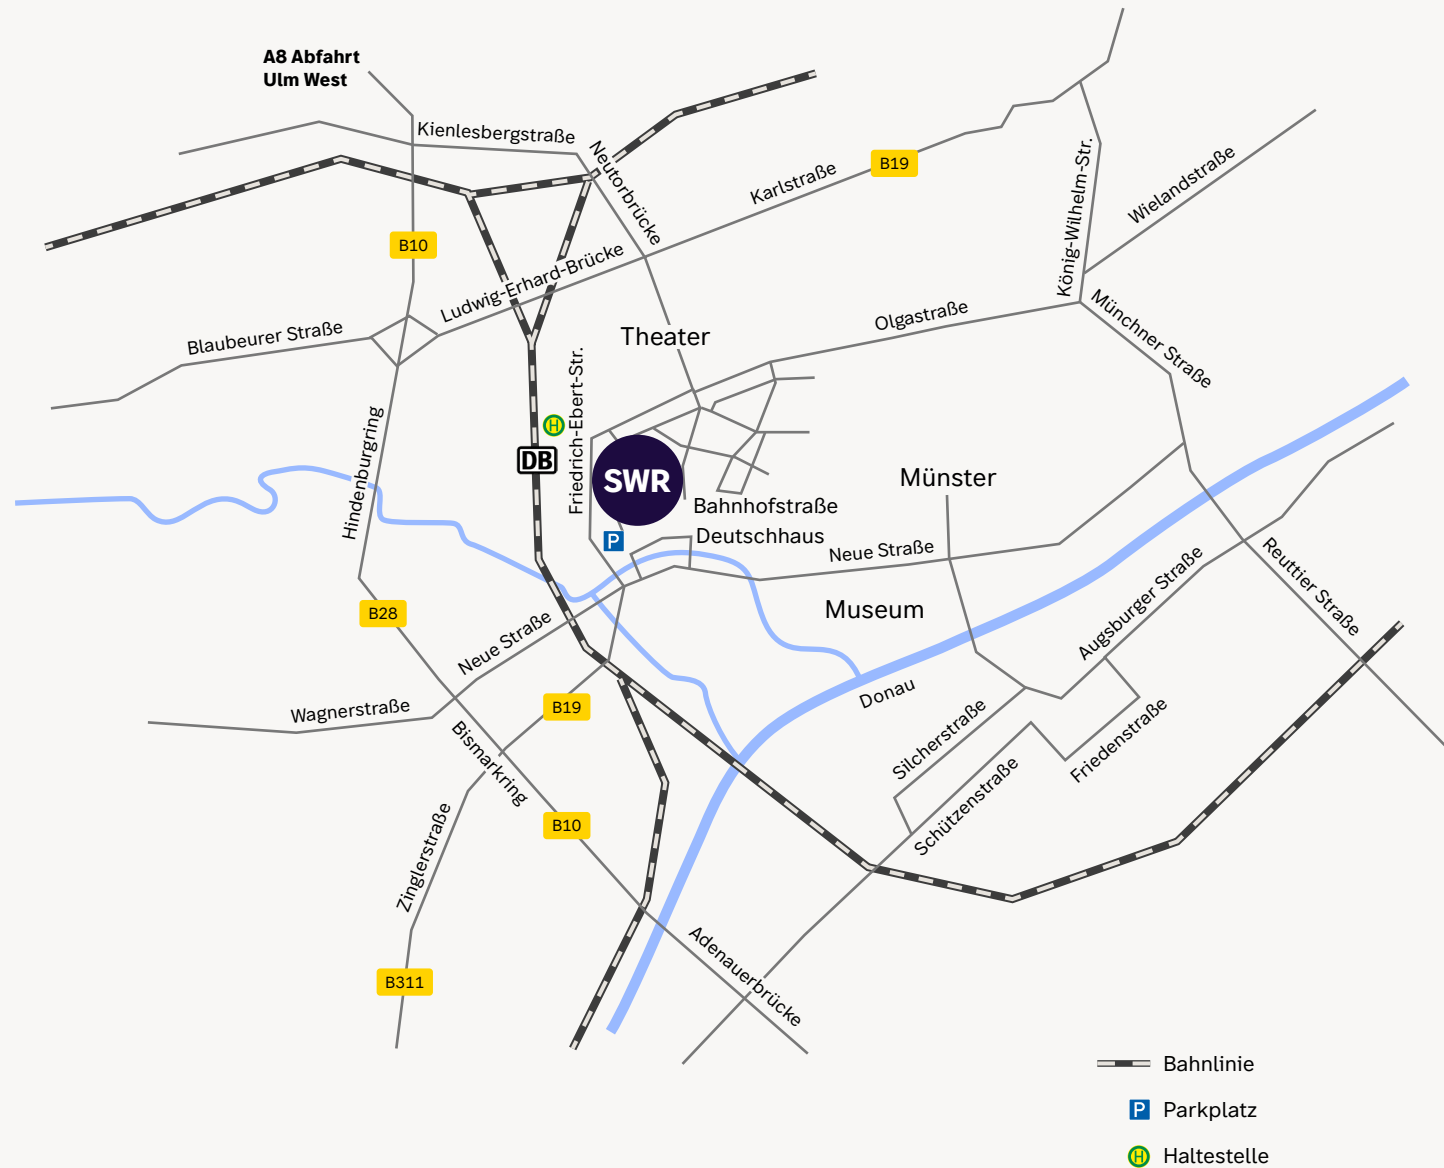 A8 Abfahrt
Ulm West
Kienlesbergstraße
Neutorbrücke
B19
Karlstraße
König-Wilhelm-Str.
Wielandstraße
B10
Ludwig-Erhard-Brücke
Blaubeurer Straße
Theater
Olgastraße
Münchner Straße
Friedrich-Ebert-Str.
H
Hindenburgring
DB
SWR
Münster
Bahnhofstraße
P
Deutschhaus
Neue Straße
Reuttier Straße
Augsburger Straße
B28
Museum
Neue Straße
Donau
B19
Wagnerstraße
Silcherstraße
Friedenstraße
Bismarkring
Schützenstraße
B10
Zinglerstraße
Adenauerbrücke
B311
Bahnlinie
P Parkplatz
H Haltestelle